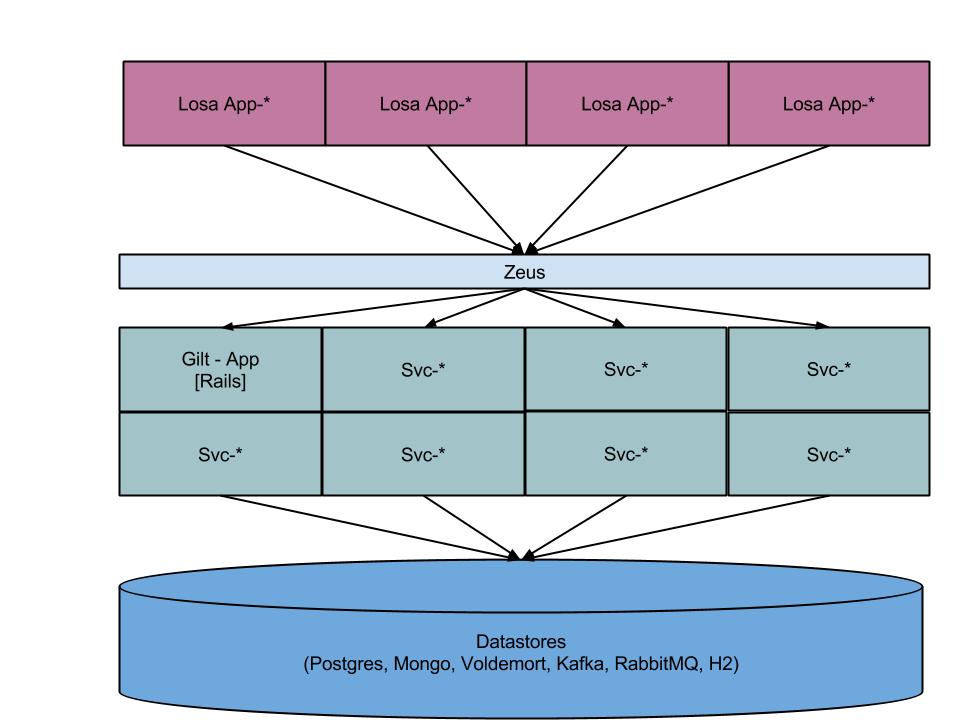 Losa App-*
Losa App-*
Losa App-*
Losa App-*
Zeus
Gilt - App
[Rails]
Svc-*
Svc-*
Svc-*
Svc-*
Svc-*
Svc-*
Svc-*
Datastores
(Postgres, Mongo, Voldemort, Kafka, RabbitMQ, H2)